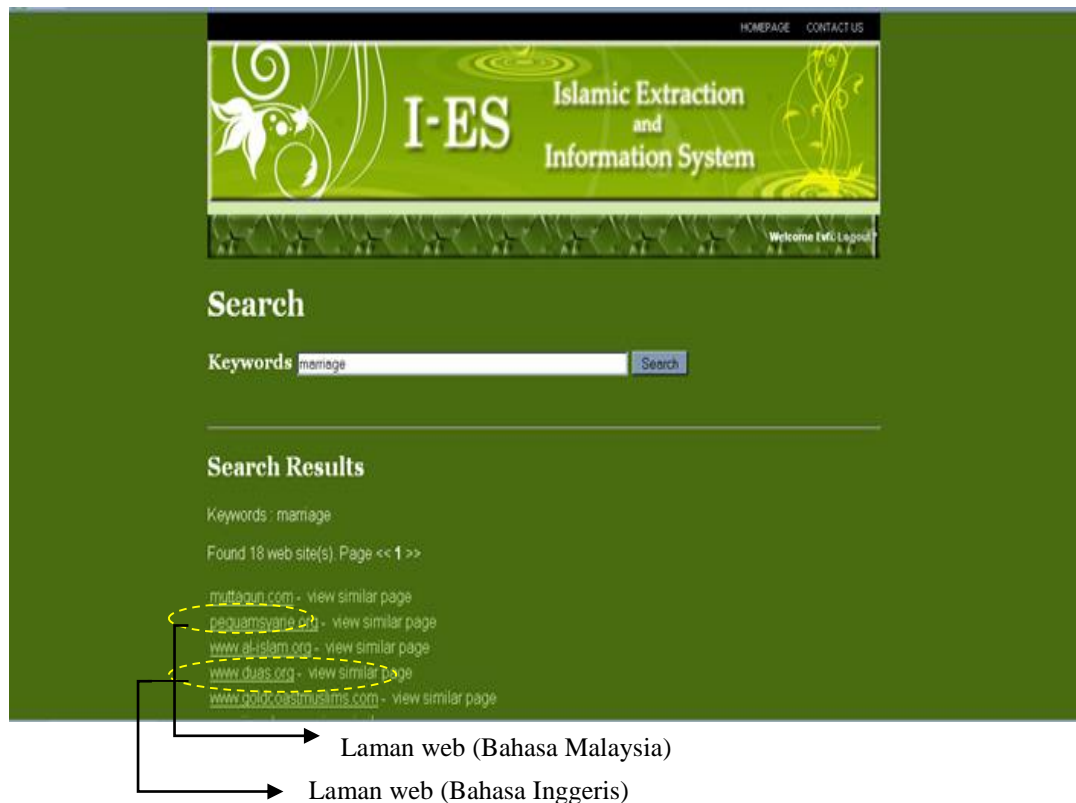 HOMEPAGE CONTACT US
I-ES
Islamic Extraction
and
Information System
Welcome Logout
Search
Keywords marriage Search
Search Results
Keywords : marriage
Found 18 web site(s). Page << 1 >>
muttaqun.com - view similar page
peguamsyarie.org - view similar page
www.al-islam.org - view similar page
www.duas.org - view similar page
www.goldcoastmuslims.com - view similar page
Laman web (Bahasa Malaysia)
Laman web (Bahasa Inggeris)